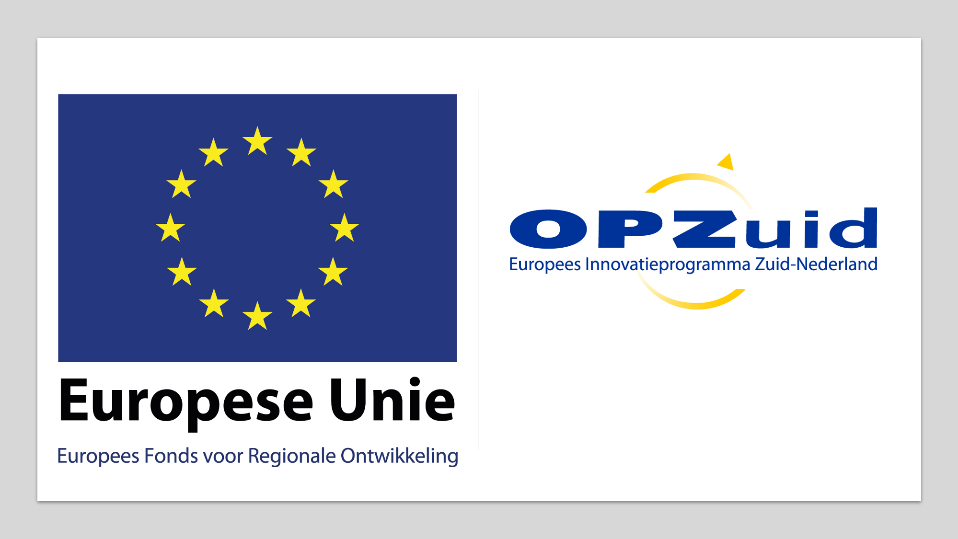 Europese Unie
Europees Fonds voor Regionale Ontwikkeling
OPZuid
Europees Innovatieprogramma Zuid-Nederland